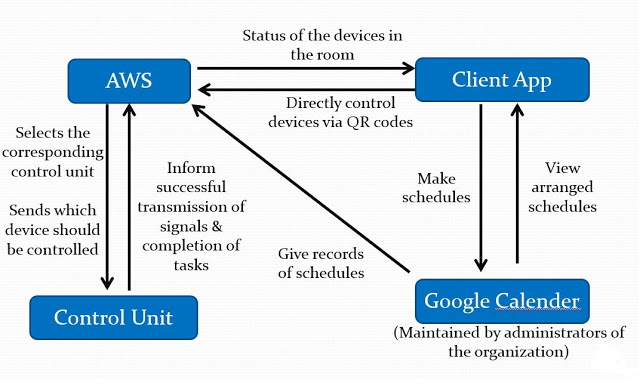 Status of the devices in
the room
AWS
Client App
Directly control
devices via QR codes
Selects the
corresponding
control unit
Sends which
device should
be controlled
Inform
successful
transmission of
signals &
completion of
tasks
Make
schedules
View
arranged
schedules
Give records
of schedules
Control Unit
Google Calender
(Maintained by administrators of
the organization)